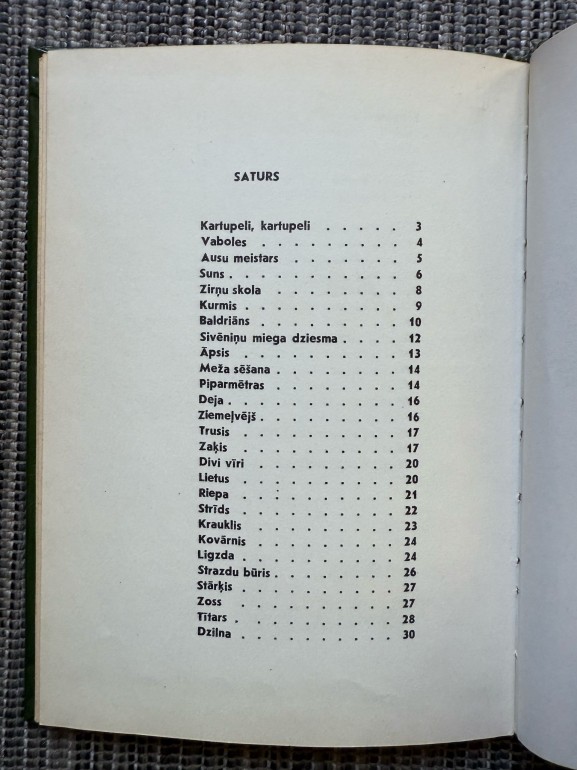 SATURS
Kartupeli, kartupeli . . . . . 3
Vaboles . . . . . . . . 4
Ausu meistars . . . . . . 5
Suns . . . . . . . . . 6
Zirņu skola . . . . . . . 8
Kurmis . . . . . . . . 9
Baldriāns . . . . . . . . 10
Sivēniņu miega dziesma . . . . 12
Āpsis . . . . . . . . . 13
Meža sēšana . . . . . . . 14
Piparmētras . . . . . . . 14
Deja . . . . . . . . . 16
Ziemeļvējš . . . . . . . . 16
Trusis . . . . . . . . . 17
Zaķis . . . . . . . . . 17
Divi vīri . . . . . . . . 20
Lietus . . . . . . . . . 20
Riepa . . . . . . . . . 21
Strīds . . . . . . . . . 22
Krauklis . . . . . . . . 23
Kovārnis . . . . . . . . 24
Ligzda . . . . . . . . . 24
Strazdu būris . . . . . . . 26
Stārķis . . . . . . . . . 27
Zoss . . . . . . . . . 27
Tītars . . . . . . . . . 28
Dzilna . . . . . . . . . 30